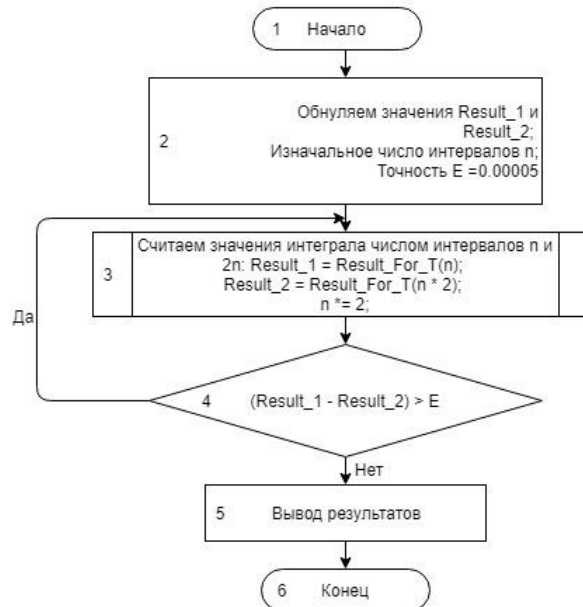 1 Начало
Обнуляем значения Result_1 и
Result_2;
2
Изначальное число интервалов n;
Точность E =0.00005
Считаем значения интеграла числом интервалов n и
3
2n: Result_1 = Result_For_T(n);
Result_2 = Result_For_T(n * 2);
n *= 2;
Да
4 (Result_1 - Result_2) > E
Нет
5 Вывод результатов
6 Конец